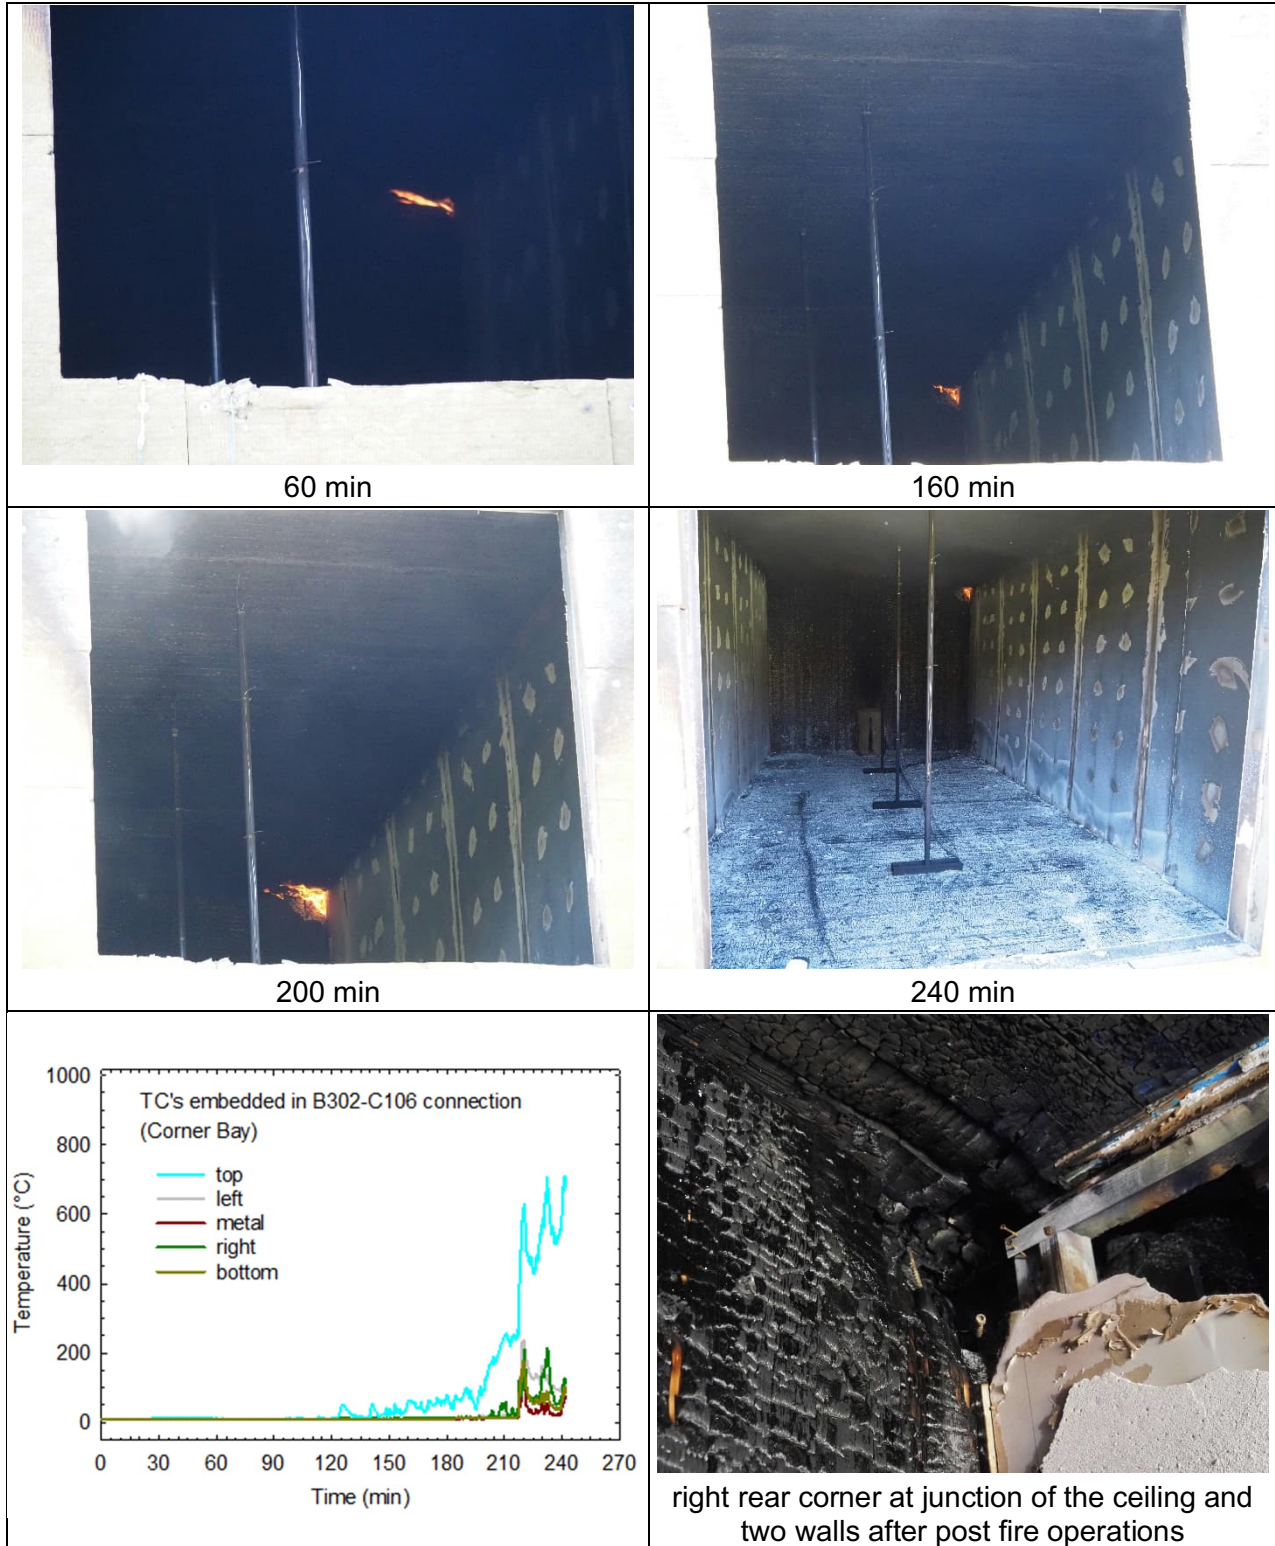 60 min
160 min
200 min
240 min
1000
800
600
400
200
0
Temperature (°C)
TC's embedded in B302-C106 connection
(Corner Bay)
top
left
metal
right
bottom
0 30 60 90 120 150 180 210 240 270
Time (min)
right rear corner at junction of the ceiling and
two walls after post fire operations